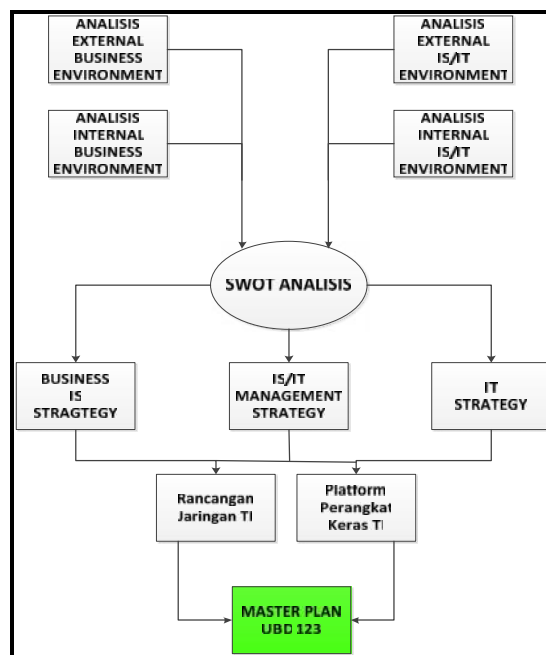 ANALISIS
EXTERNAL
BUSINESS
ENVIRONMENT
ANALISIS
EXTERNAL
IS/IT
ENVIRONMENT
ANALISIS
INTERNAL
BUSINESS
ENVIRONMENT
ANALISIS
INTERNAL
IS/IT
ENVIRONMENT
SWOT ANALISIS
BUSINESS
IS
STRAGTEGY
IS/IT
MANAGEMENT
STRATEGY
IT
STRATEGY
Rancangan
Jaringan TI
Platform
Perangkat
Keras TI
MASTER PLAN
UBD 123